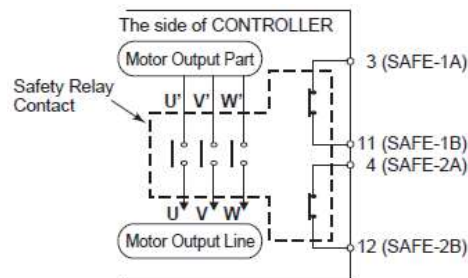 The side of CONTROLLER
Motor Output Part
3 (SAFE-1A)
Safety Relay
Contact
U' V' W'
11 (SAFE-1B)
4 (SAFE-2A)
U V W
Motor Output Line
12 (SAFE-2B)